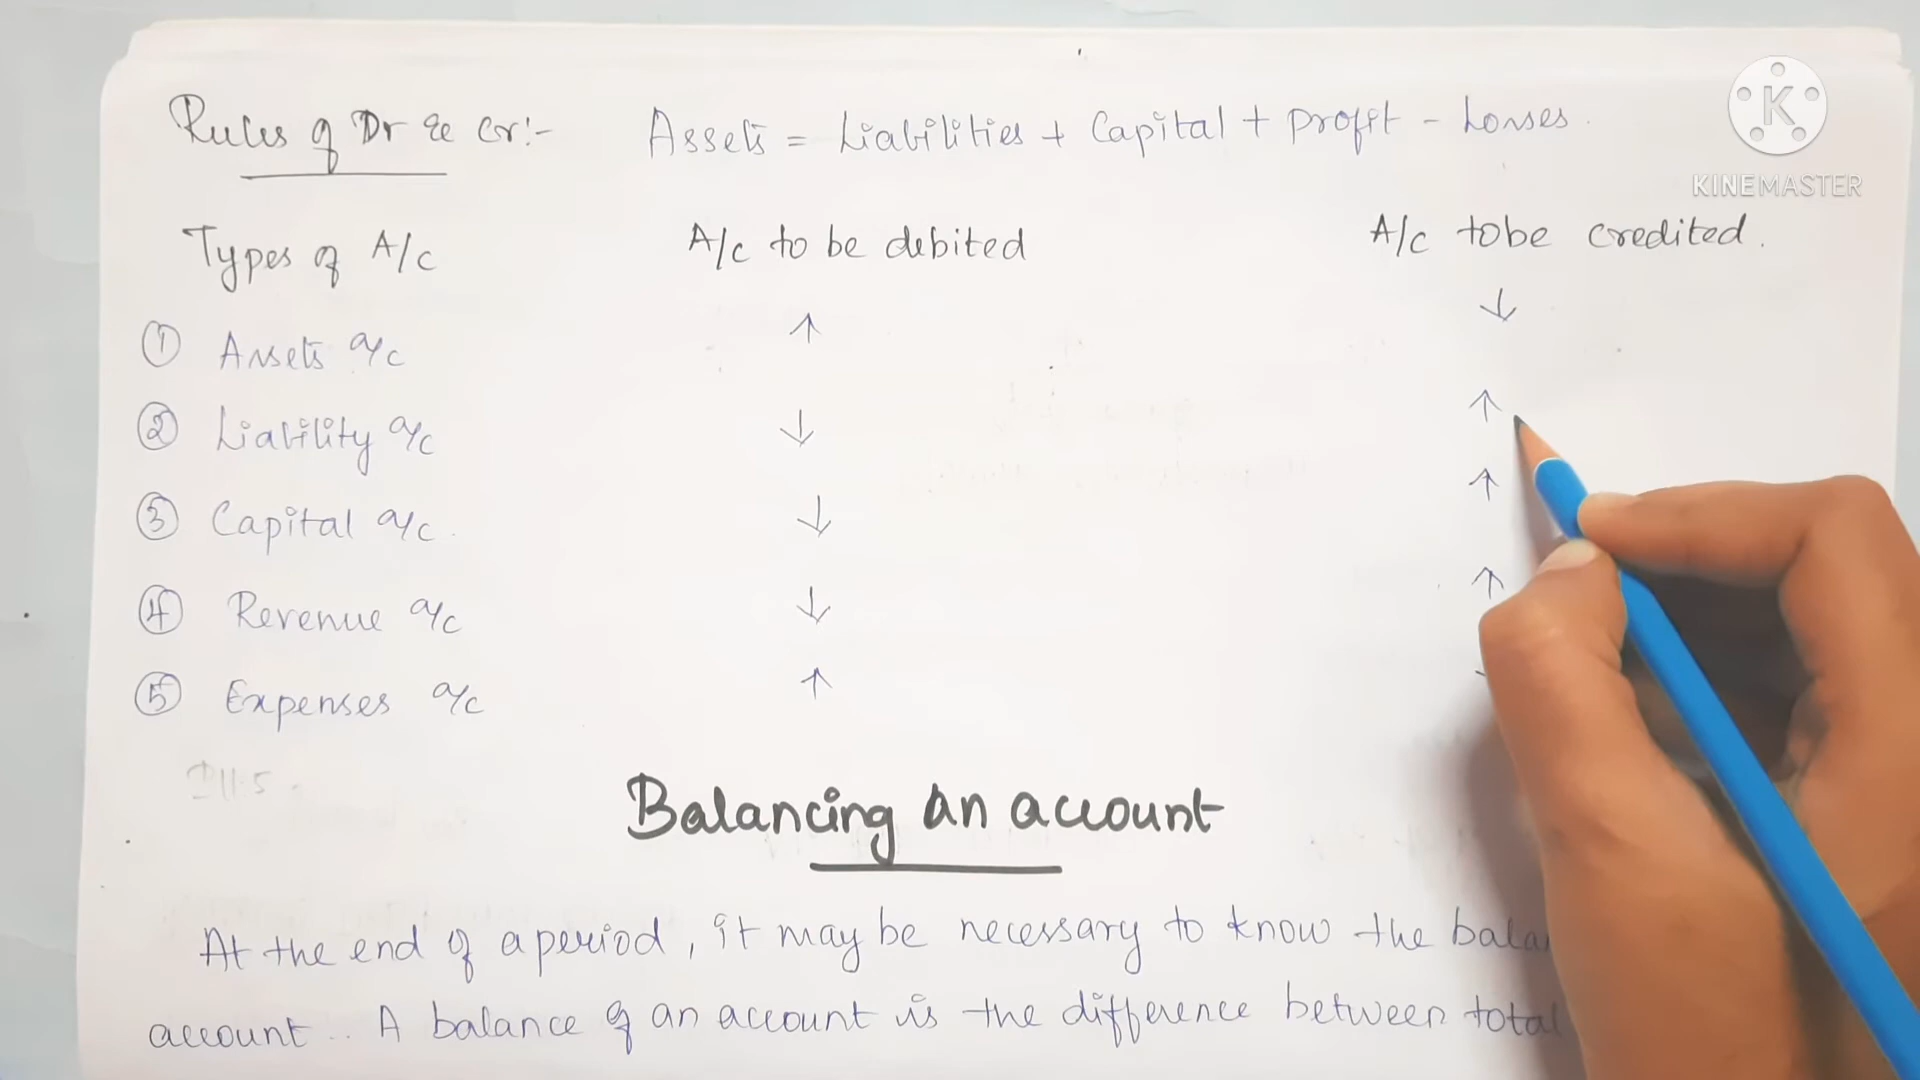 Rules of Dr & Cr:- Assets = Liabilities + Capital + Profit - Losses.
KINEMASTER
Types of A/c A/c to be debited A/c to be credited.
① Assets a/c ↑ ↓
② Liability a/c ↓ ↑
③ Capital a/c. ↓ ↑
④ Revenue a/c ↓ ↑
⑤ Expenses a/c ↑
Balancing an account
At the end of a period, it may be necessary to know the
account.. A balance of an account is the difference between total